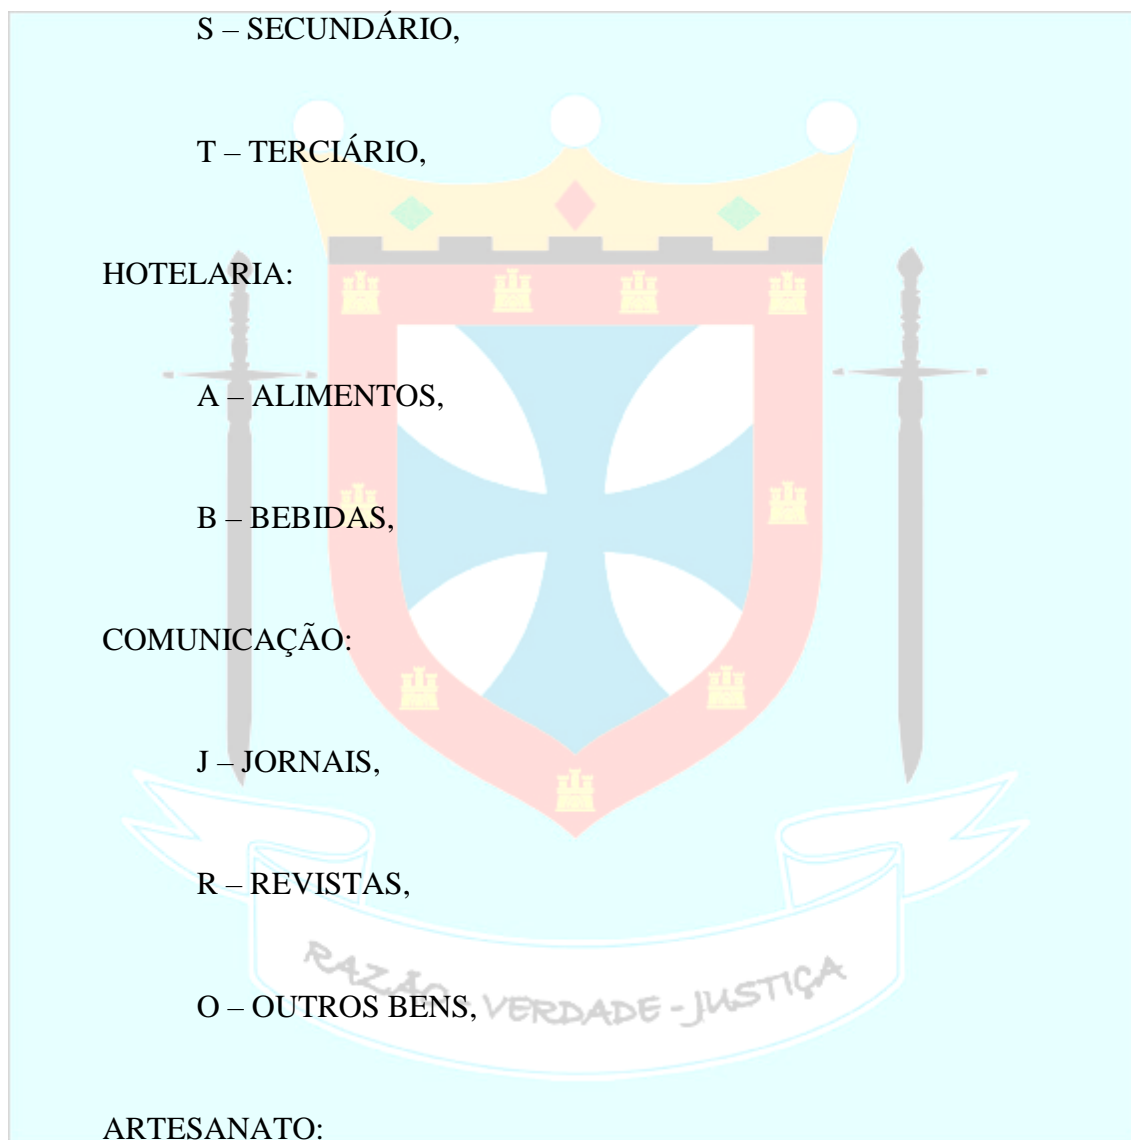 S – SECUNDÁRIO,
T – TERCIÁRIO,
HOTELARIA:
A – ALIMENTOS,
B – BEBIDAS,
COMUNICAÇÃO:
J – JORNAIS,
R – REVISTAS,
RAZÃO - VERDADE - JUSTIÇA
O – OUTROS BENS,
ARTESANATO: